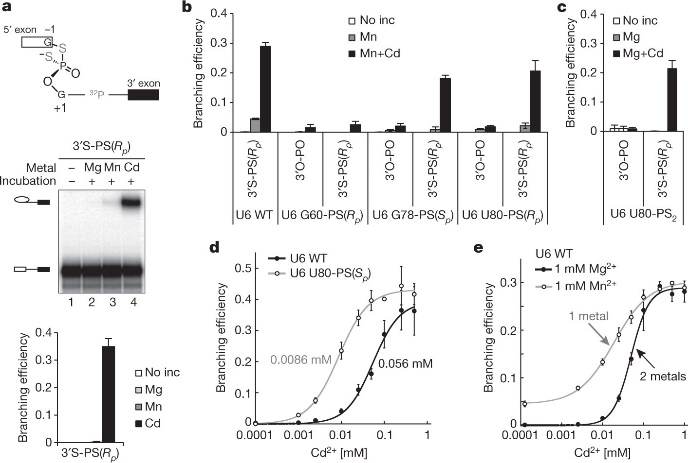 a
5′ exon
−1
G
S
−S
P
O
O
G
+1
32P
3′ exon
3′S-PS(Rp)
Metal – Mg Mn Cd
Incubation – + + +
1 2 3 4
Branching efficiency
0.4
0.3
0.2
0.1
0
No inc
Mg
Mn
Cd
3′S-PS(Rp)
b
Branching efficiency
0.4
0.3
0.2
0.1
0
No inc
Mn
Mn+Cd
3′S-PS(Rp) 3′O-PO 3′S-PS(Rp) 3′O-PO 3′S-PS(Rp) 3′O-PO 3′S-PS(Rp)
U6 WT U6 G60-PS(Rp) U6 G78-PS(Sp) U6 U80-PS(Rp)
c
Branching efficiency
0.4
0.3
0.2
0.1
0
No inc
Mg
Mg+Cd
3′O-PO 3′S-PS(Rp)
U6 U80-PS2
d
U6 WT
U6 U80-PS(Sp)
Branching efficiency
0.5
0.4
0.3
0.2
0.1
0
0.0086 mM
0.056 mM
0.0001 0.001 0.01 0.1 1
Cd2+ [mM]
e
U6 WT
1 mM Mg2+
1 mM Mn2+
Branching efficiency
0.3
0.2
0.1
0
1 metal
2 metals
0.0001 0.001 0.01 0.1 1
Cd2+ [mM]